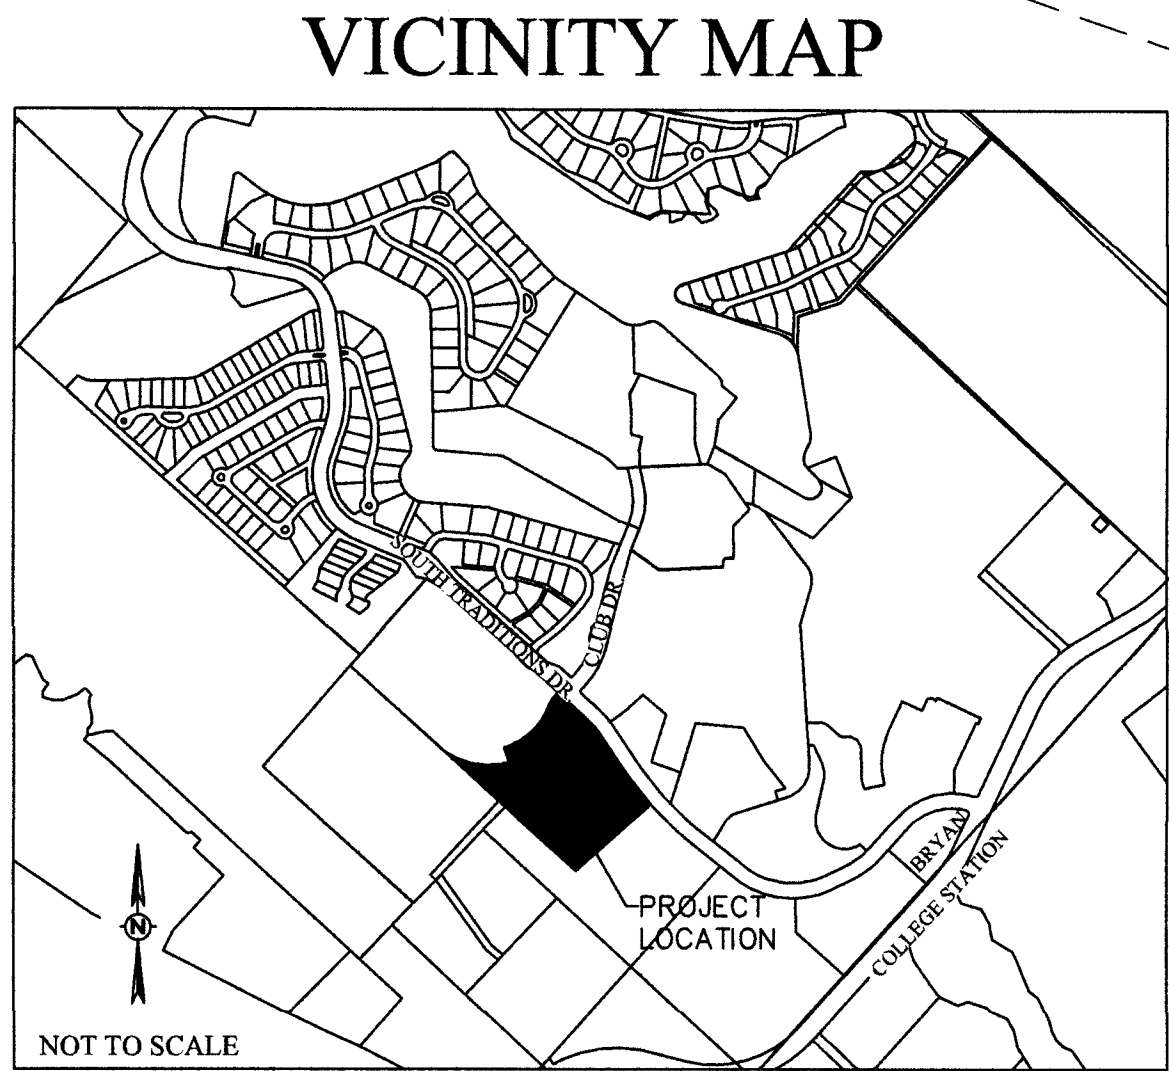 VICINITY MAP
SOUTH TRADITIONS DR
CLUB DR
BRYAN
COLLEGE STATION
PROJECT
LOCATION
N
NOT TO SCALE